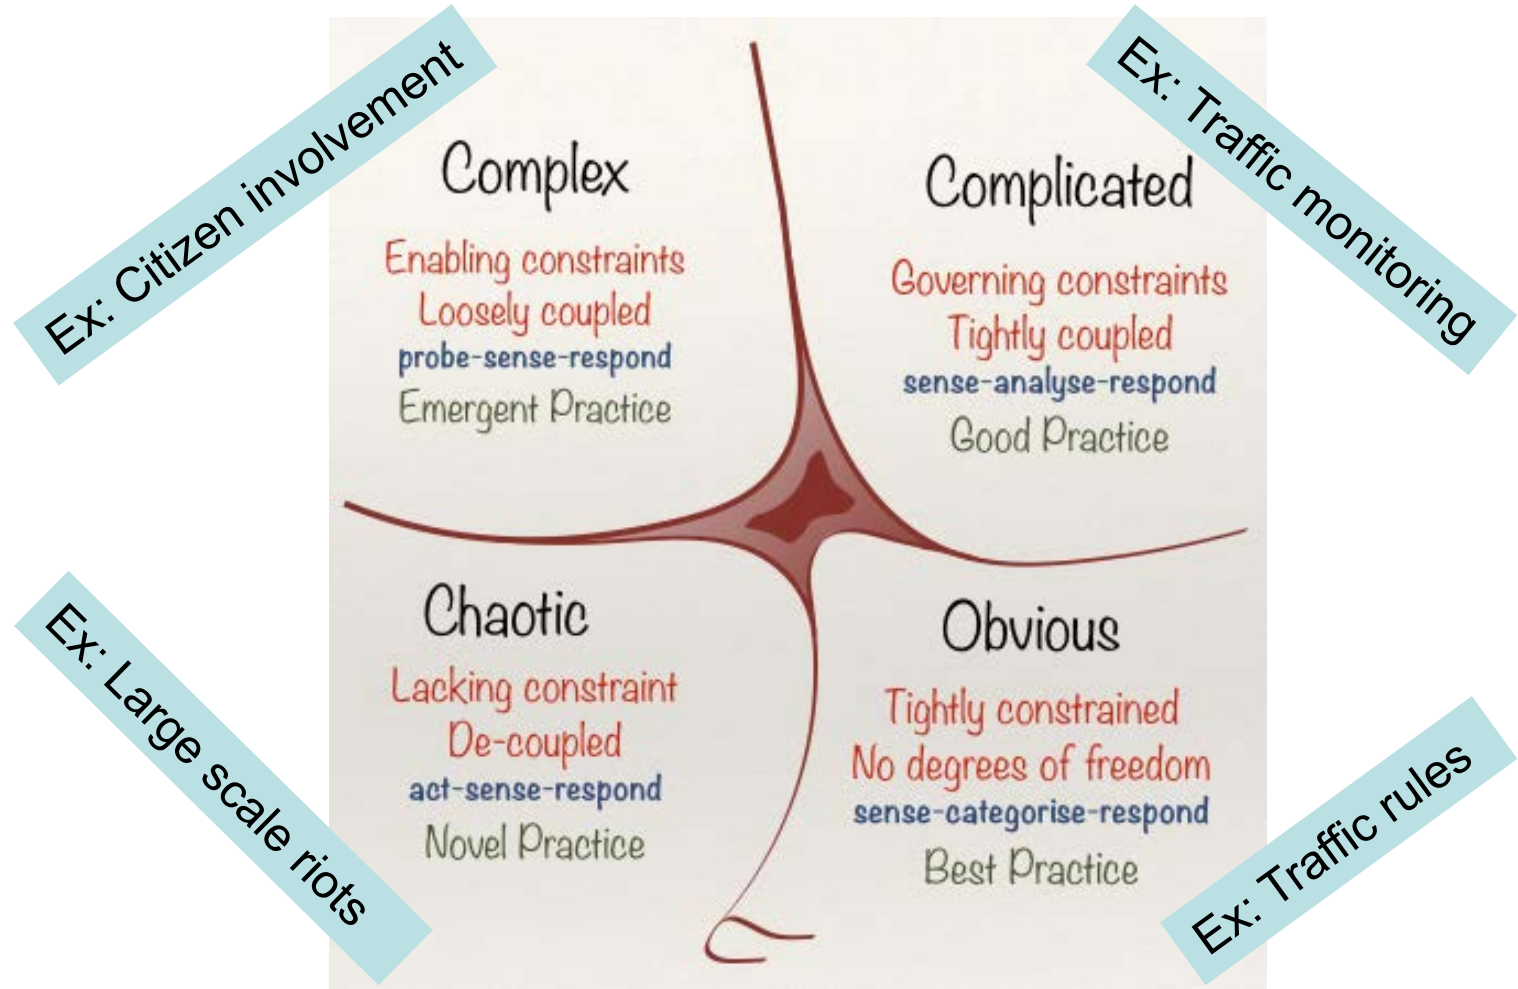 Ex: Citizen involvement
Complex
Enabling constraints
Loosely coupled
probe-sense-respond
Emergent Practice
Ex: Traffic monitoring
Complicated
Governing constraints
Tightly coupled
sense-analyse-respond
Good Practice
Ex: Large scale riots
Chaotic
Lacking constraint
De-coupled
act-sense-respond
Novel Practice
Obvious
Tightly constrained
No degrees of freedom
sense-categorise-respond
Best Practice
Ex: Traffic rules